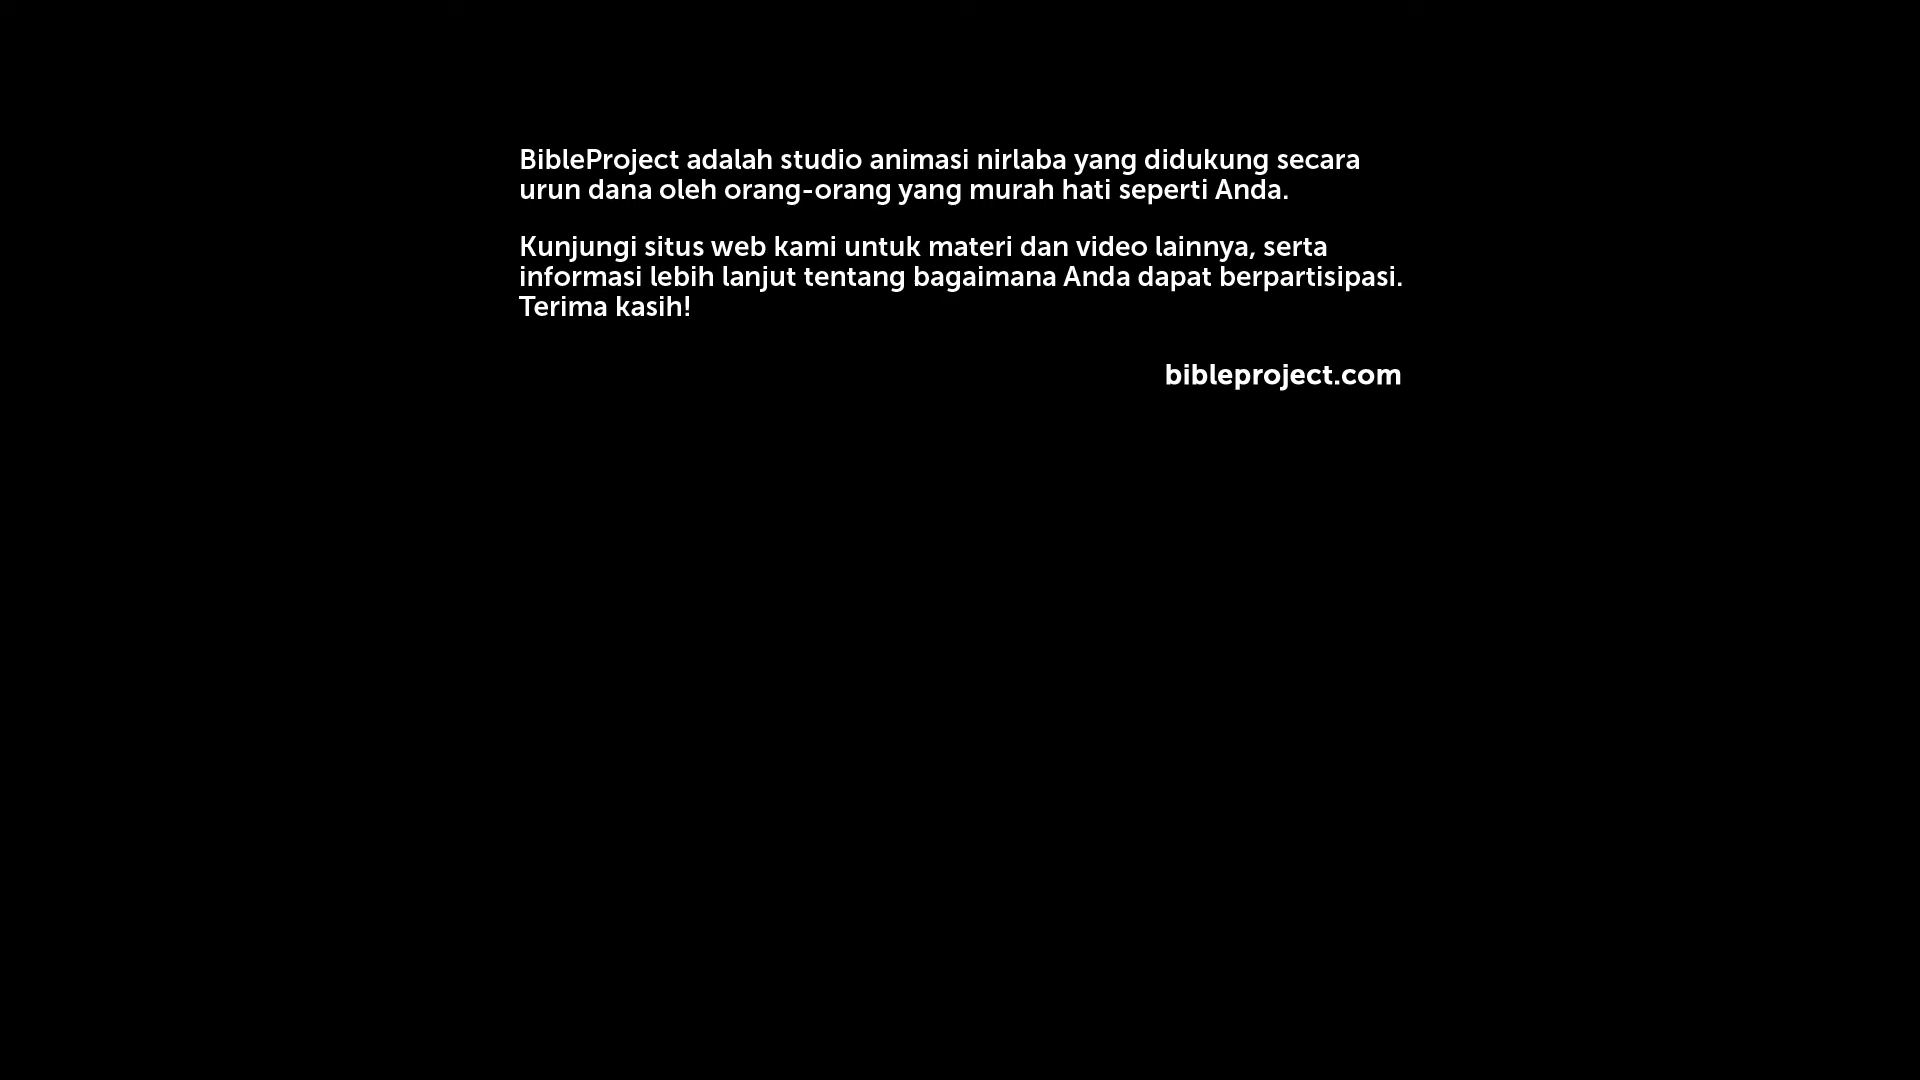 BibleProject adalah studio animasi nirlaba yang didukung secara
urun dana oleh orang-orang yang murah hati seperti Anda.
Kunjungi situs web kami untuk materi dan video lainnya, serta
informasi lebih lanjut tentang bagaimana Anda dapat berpartisipasi.
Terima kasih!
bibleproject.com